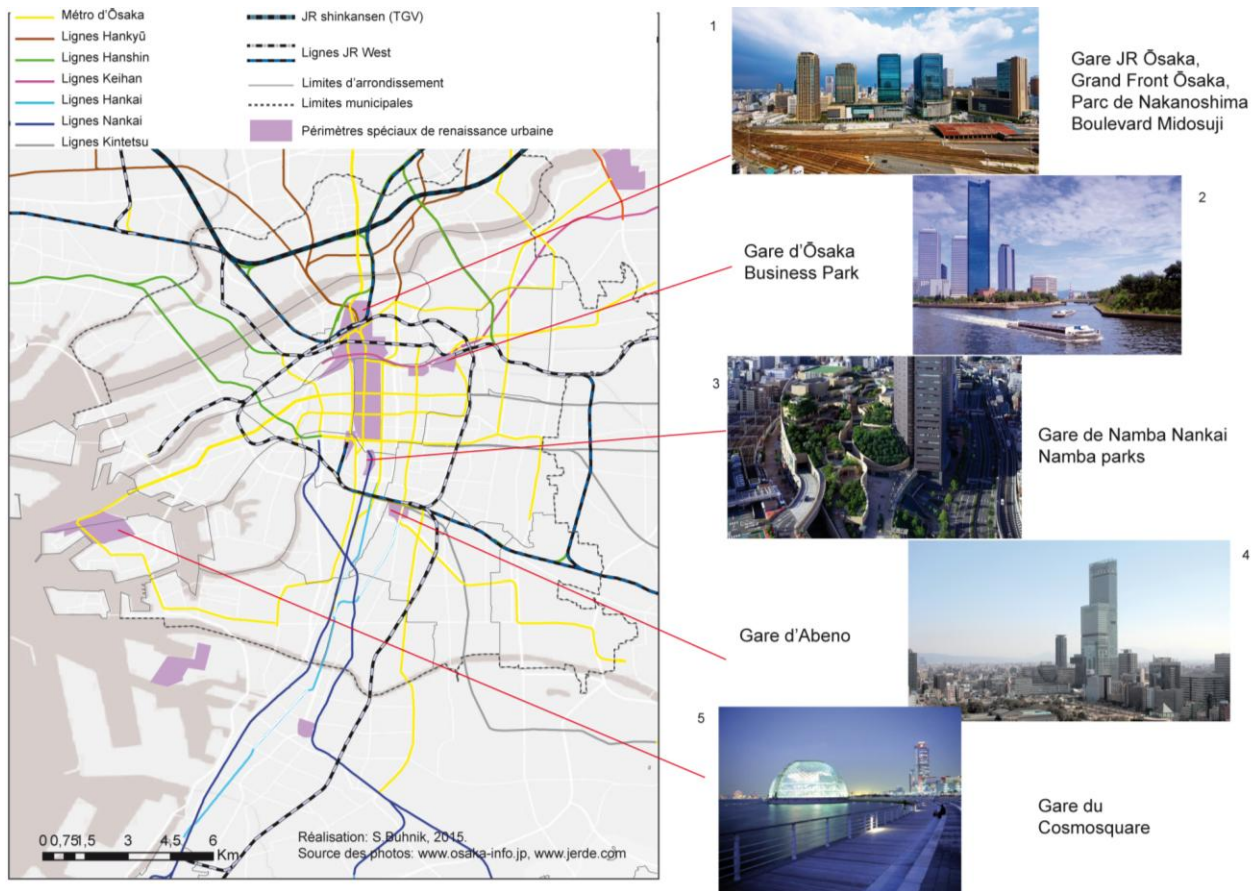 Métro d'Ōsaka
Lignes Hankyū
Lignes Hanshin
Lignes Keihan
Lignes Hankai
Lignes Nankai
Lignes Kintetsu
JR shinkansen (TGV)
Lignes JR West
Limites d'arrondissement
Limites municipales
Périmètres spéciaux de renaissance urbaine
1
Gare JR Ōsaka,
Grand Front Ōsaka,
Parc de Nakanoshima
Boulevard Midosuji
2
Gare d'Ōsaka
Business Park
3
Gare de Namba Nankai
Namba parks
4
Gare d'Abeno
5
Gare du
Cosmosquare
2
0 0,75 1,5 3 4,5 6
Km
Réalisation: S.Buhnik, 2015.
Source des photos: www.osaka-info.jp, www.jerde.com